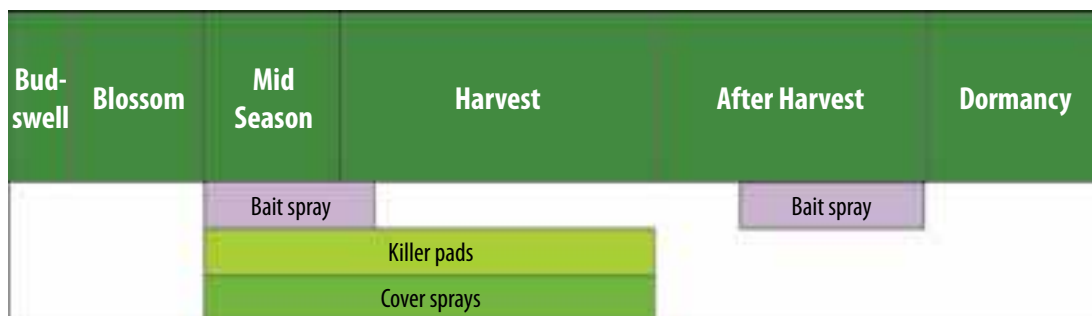 Bud-
swell
Blossom
Mid
Season
Harvest
After Harvest
Dormancy
Bait spray
Bait spray
Killer pads
Cover sprays